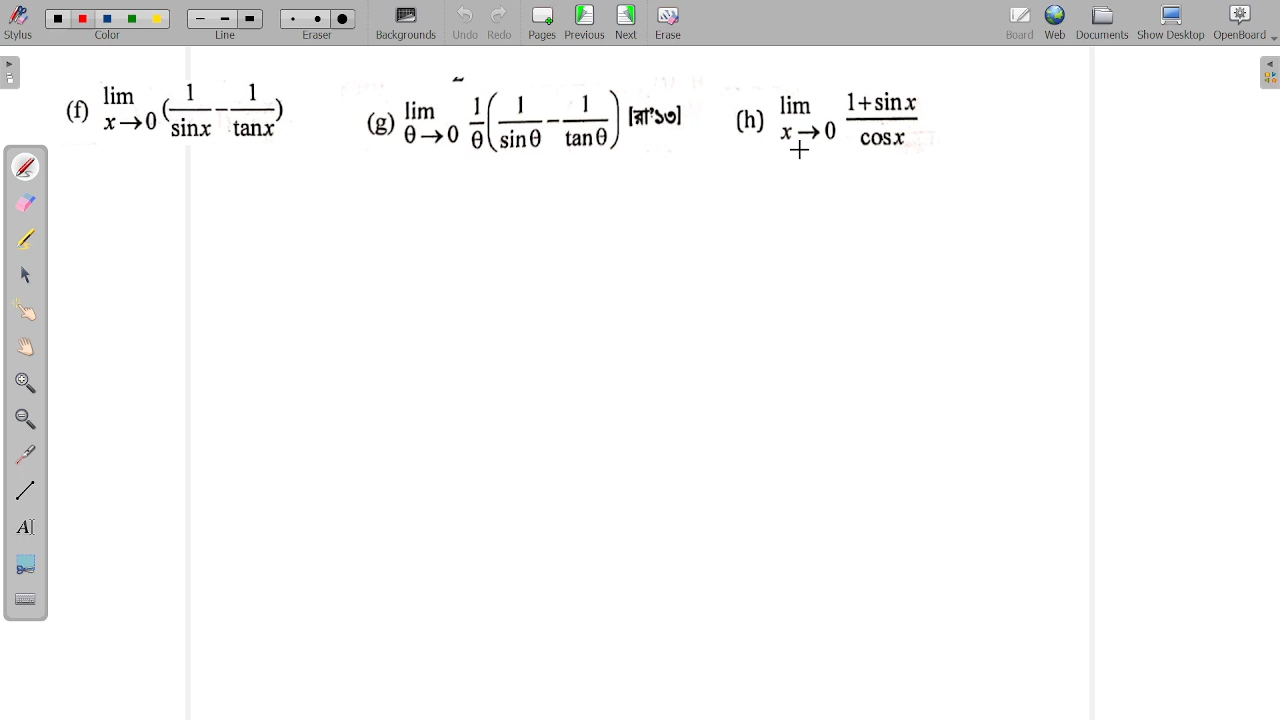 Stylus Color Line Eraser Backgrounds Undo Redo Pages Previous Next Erase Board Web Documents Show Desktop OpenBoard
(f) lim x→0 (1/sinx − 1/tanx)
(g) lim θ→0 1/θ (1/sinθ − 1/tanθ) [রা'১৩]
(h) lim x→0 1+sinx/cosx